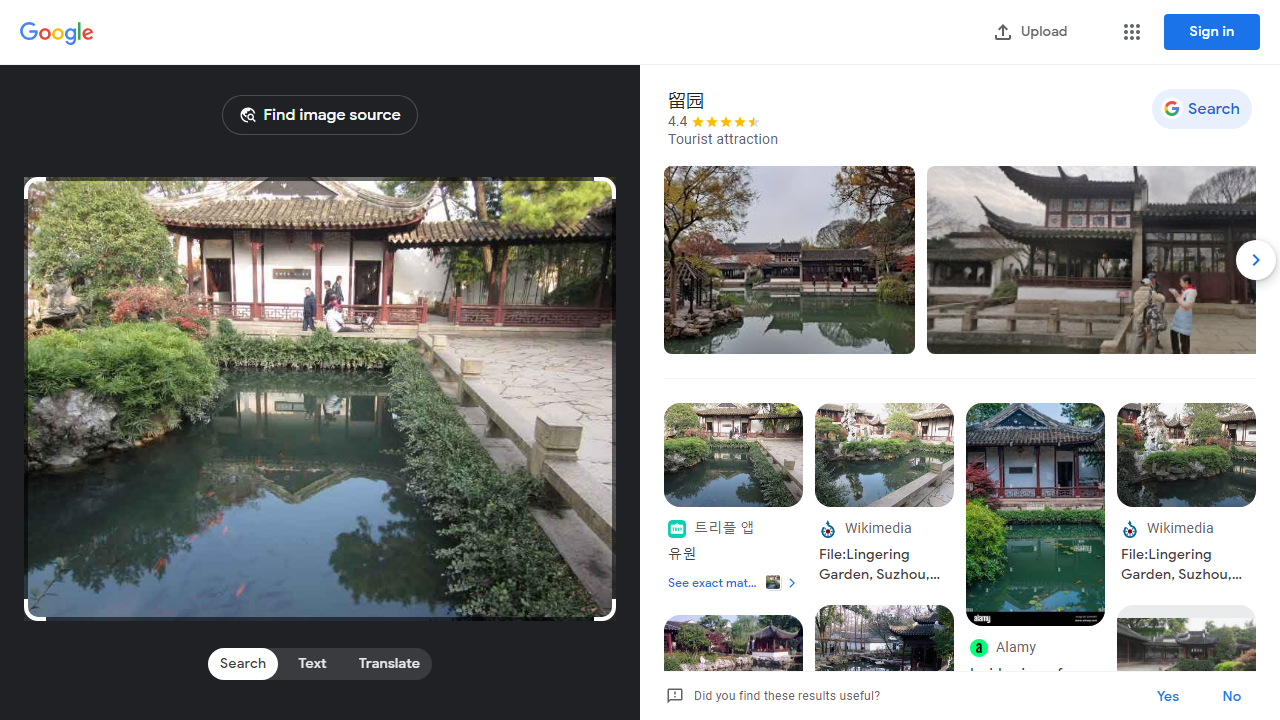 Google
Upload
Sign in
Find image source
留园
4.4
Tourist attraction
Search
트리플 앱
유원
See exact mat...
Wikimedia
File:Lingering
Garden, Suzhou,...
alamy
Alamy
Wikimedia
File:Lingering
Garden, Suzhou,...
Search
Text
Translate
Did you find these results useful?
Yes
No